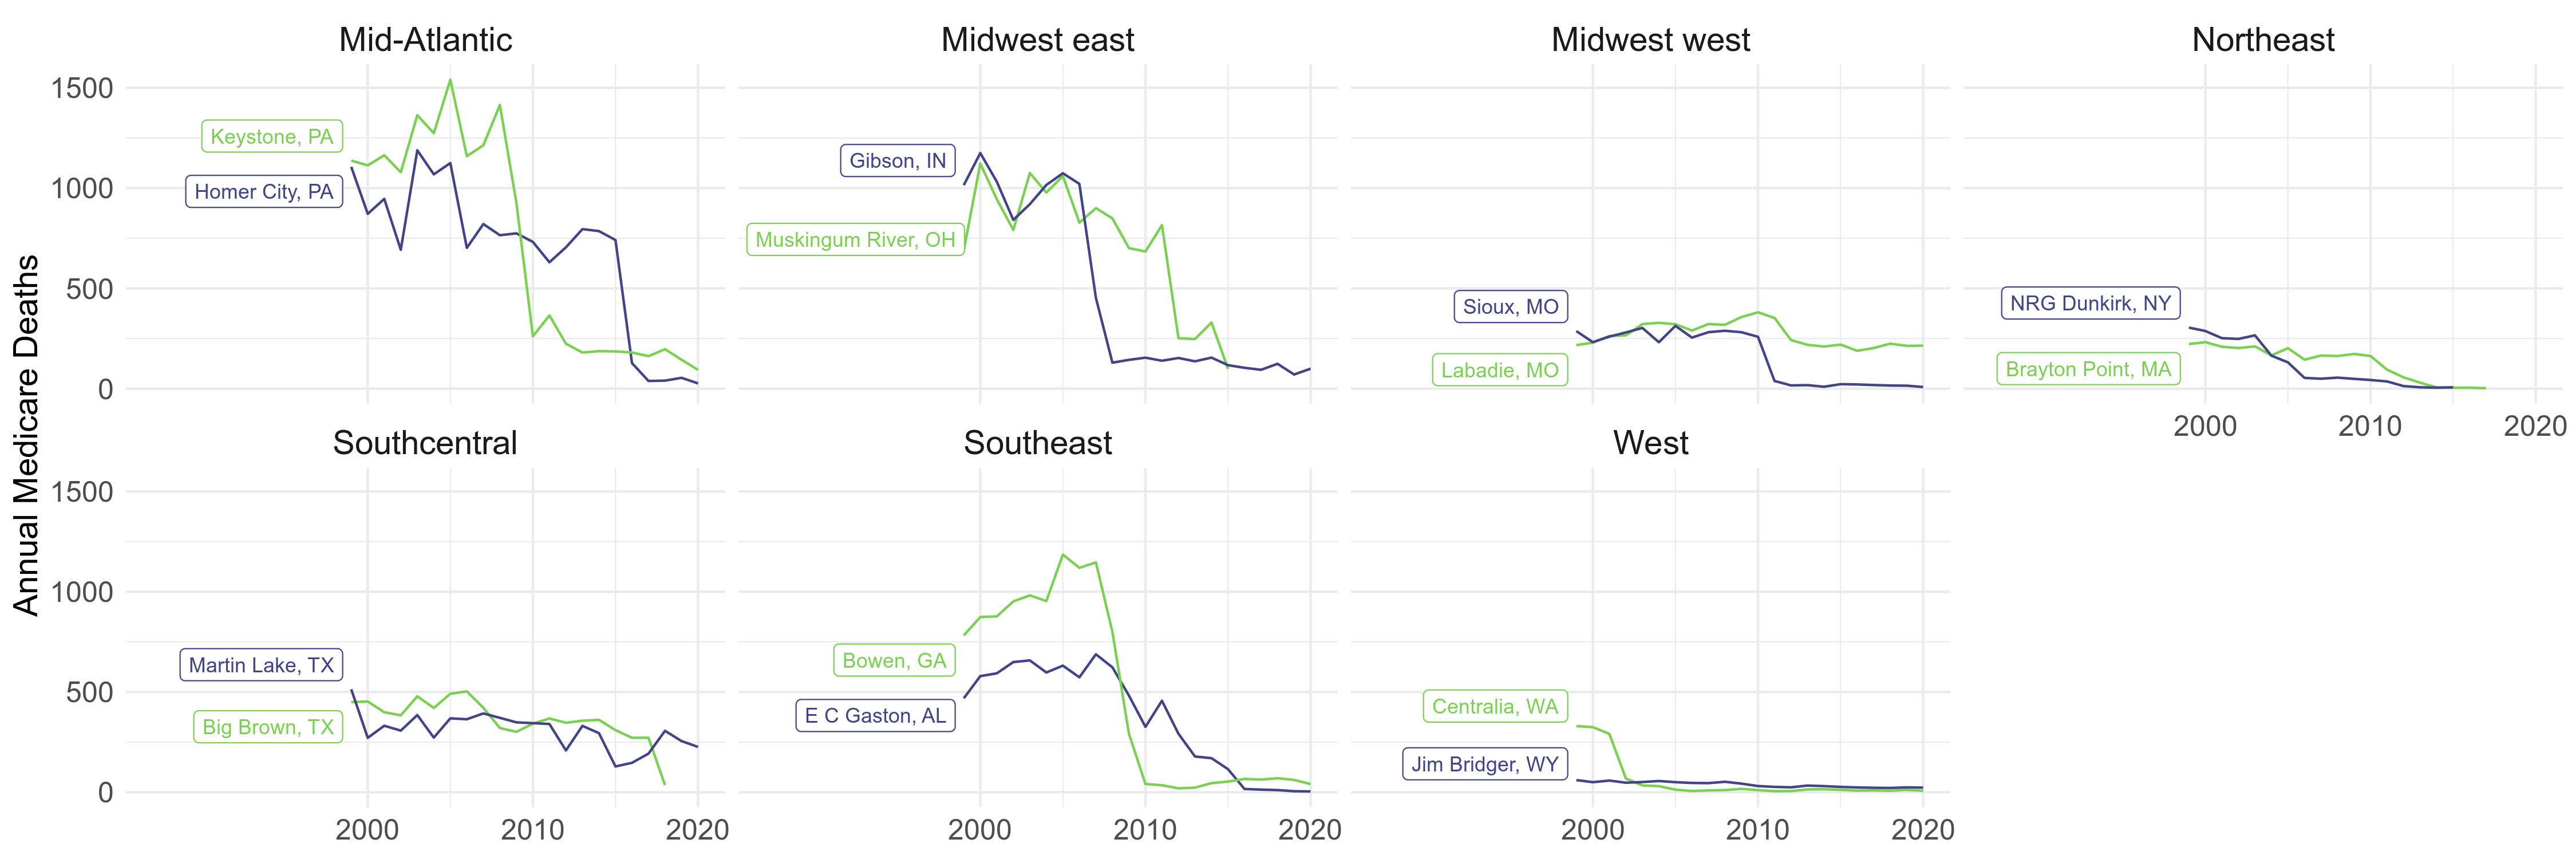 Mid-Atlantic
Midwest east
Midwest west
Northeast
Annual Medicare Deaths
1500
1000
500
0
Keystone, PA
Homer City, PA
Gibson, IN
Muskingum River, OH
Sioux, MO
Labadie, MO
NRG Dunkirk, NY
Brayton Point, MA
2000 2010 2020
Southcentral
Southeast
West
1500
1000
500
0
Martin Lake, TX
Big Brown, TX
Bowen, GA
E C Gaston, AL
Centralia, WA
Jim Bridger, WY
2000 2010 2020
2000 2010 2020
2000 2010 2020